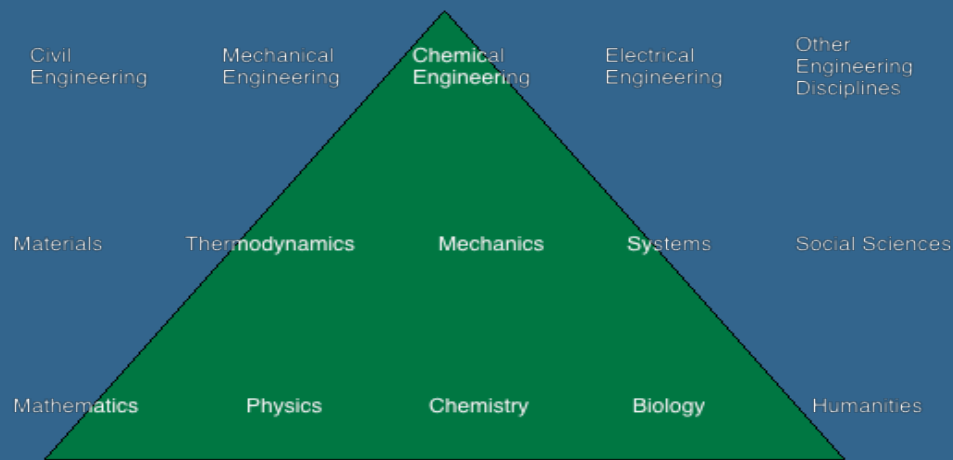 Civil
Engineering
Mechanical
Engineering
Chemical
Engineering
Electrical
Engineering
Other
Engineering
Disciplines
Materials
Thermodynamics
Mechanics
Systems
Social Sciences
Mathematics
Physics
Chemistry
Biology
Humanities